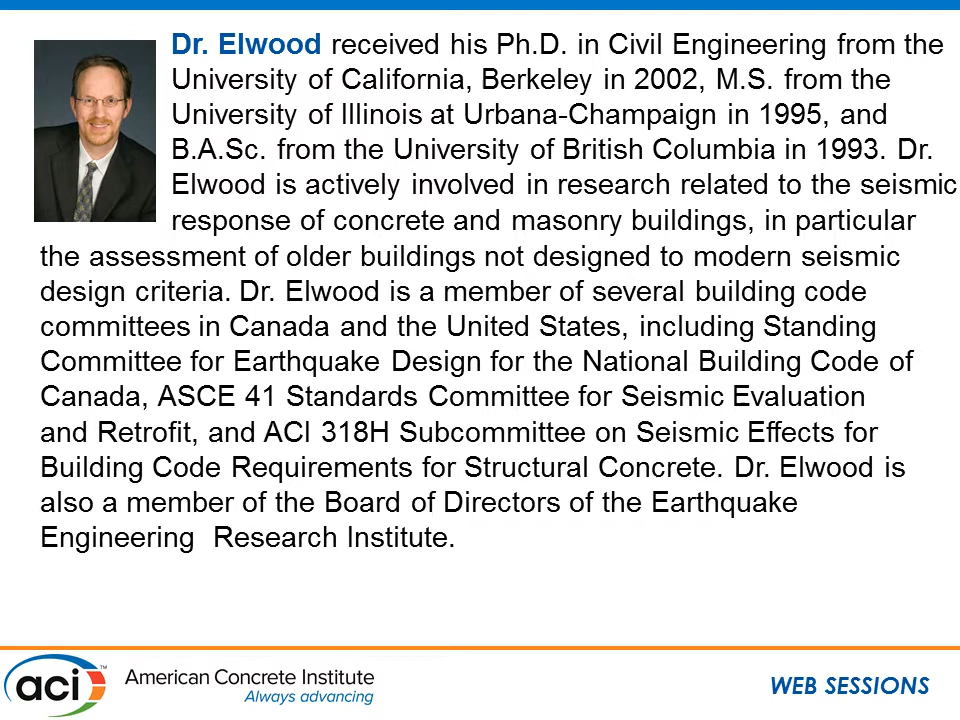 Dr. Elwood received his Ph.D. in Civil Engineering from the
University of California, Berkeley in 2002, M.S. from the
University of Illinois at Urbana-Champaign in 1995, and
B.A.Sc. from the University of British Columbia in 1993. Dr.
Elwood is actively involved in research related to the seismic
response of concrete and masonry buildings, in particular
the assessment of older buildings not designed to modern seismic
design criteria. Dr. Elwood is a member of several building code
committees in Canada and the United States, including Standing
Committee for Earthquake Design for the National Building Code of
Canada, ASCE 41 Standards Committee for Seismic Evaluation
and Retrofit, and ACI 318H Subcommittee on Seismic Effects for
Building Code Requirements for Structural Concrete. Dr. Elwood is
also a member of the Board of Directors of the Earthquake
Engineering  Research Institute.
aci™
American Concrete Institute
Always advancing
WEB SESSIONS